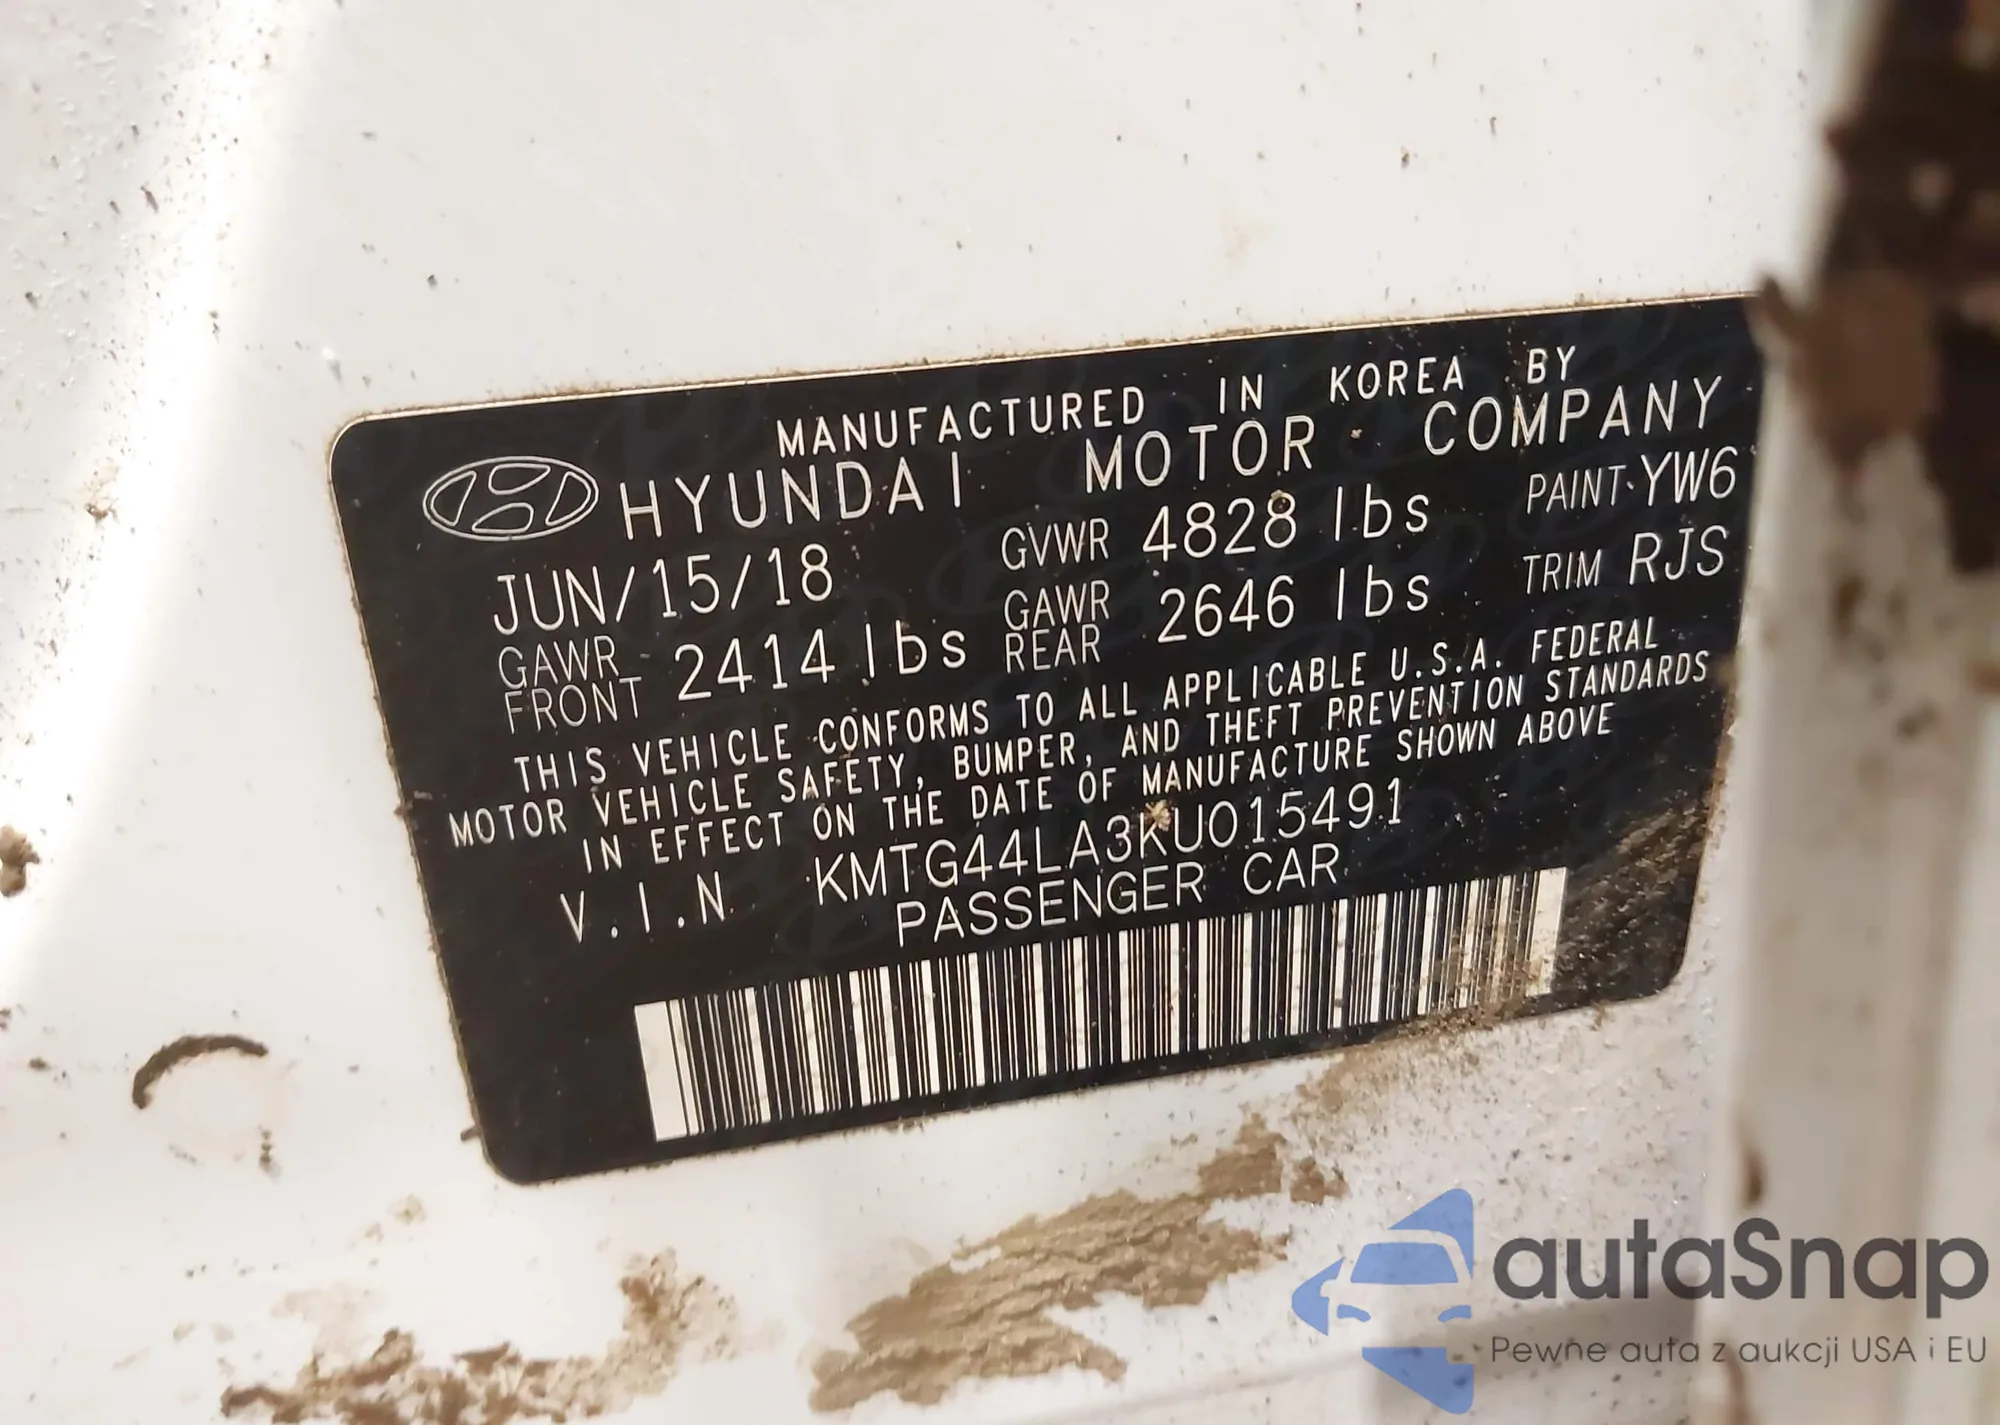 MANUFACTURED IN KOREA BY
HYUNDAI MOTOR COMPANY
JUN/15/18 GVWR 4828 lbs PAINT YW6
GAWR FRONT 2414 lbs GAWR REAR 2646 lbs TRIM RJS
THIS VEHICLE CONFORMS TO ALL APPLICABLE U.S.A. FEDERAL
MOTOR VEHICLE SAFETY, BUMPER, AND THEFT PREVENTION STANDARDS
IN EFFECT ON THE DATE OF MANUFACTURE SHOWN ABOVE
V.I.N KMTG44LA3KU015491
PASSENGER CAR
autaSnap
Pewne auta z aukcji USA i EU